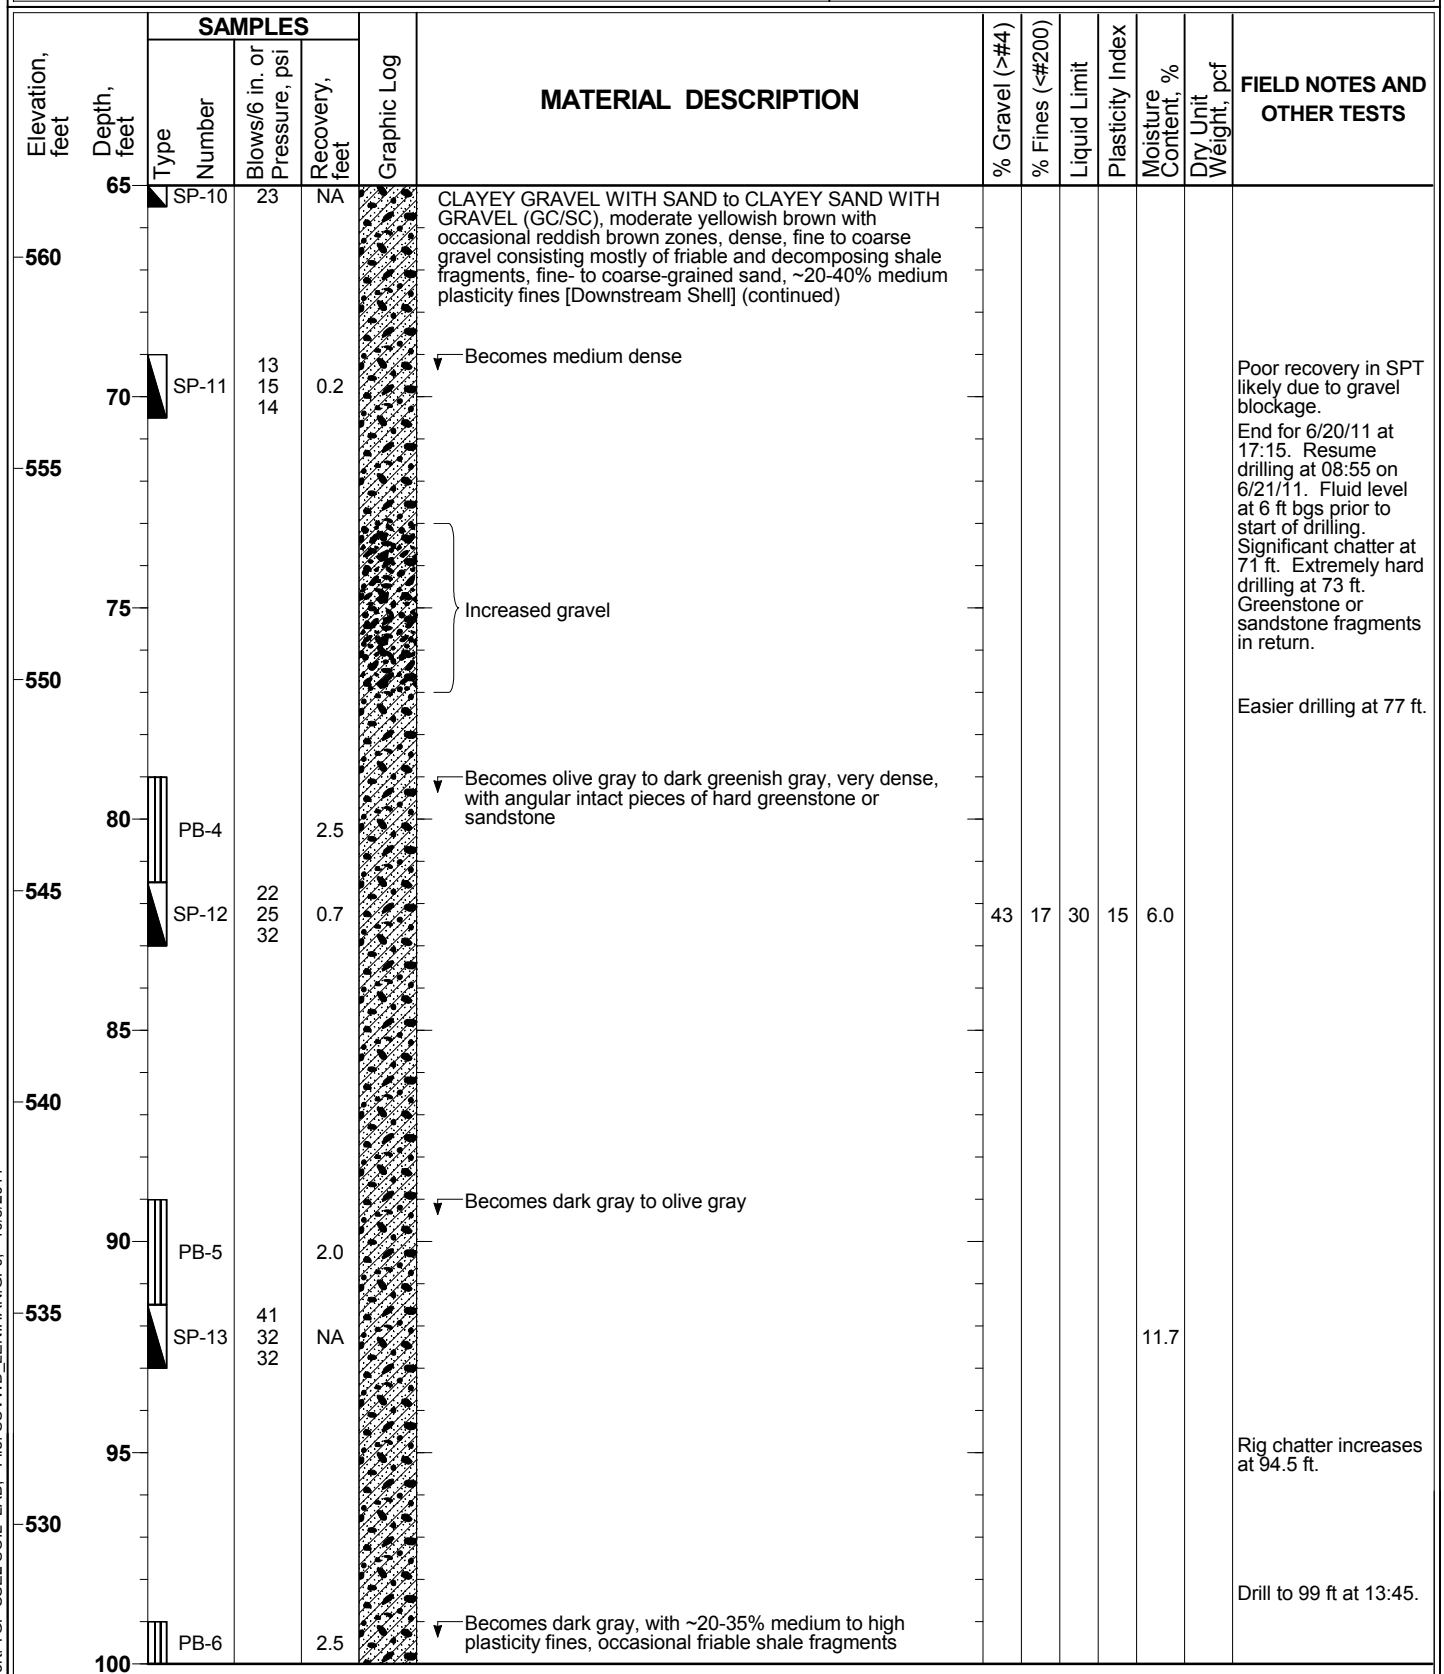 SAMPLES
Elevation, feet
Depth, feet
Type
Number
Blows/6 in. or Pressure, psi
Recovery, feet
Graphic Log
MATERIAL DESCRIPTION
% Gravel (>#4)
% Fines (<#200)
Liquid Limit
Plasticity Index
Moisture Content, %
Dry Unit Weight, pcf
FIELD NOTES AND
OTHER TESTS
65
SP-10 23 NA
CLAYEY GRAVEL WITH SAND to CLAYEY SAND WITH
GRAVEL (GC/SC), moderate yellowish brown with
occasional reddish brown zones, dense, fine to coarse
gravel consisting mostly of friable and decomposing shale
fragments, fine- to coarse-grained sand, ~20-40% medium
plasticity fines [Downstream Shell] (continued)
560
Becomes medium dense
13
SP-11 15 0.2
14
70
Poor recovery in SPT
likely due to gravel
blockage.
End for 6/20/11 at
17:15. Resume
drilling at 08:55 on
6/21/11. Fluid level
at 6 ft bgs prior to
start of drilling.
Significant chatter at
71 ft. Extremely hard
drilling at 73 ft.
Greenstone or
sandstone fragments
in return.
555
75
Increased gravel
550
Easier drilling at 77 ft.
Becomes olive gray to dark greenish gray, very dense,
with angular intact pieces of hard greenstone or
sandstone
80
PB-4 2.5
545
22
SP-12 25 0.7 43 17 30 15 6.0
32
85
540
Becomes dark gray to olive gray
90
PB-5 2.0
535
41
SP-13 32 NA 11.7
32
95
Rig chatter increases
at 94.5 ft.
530
Drill to 99 ft at 13:45.
Becomes dark gray, with ~20-35% medium to high
plasticity fines, occasional friable shale fragments
PB-6 2.5
100